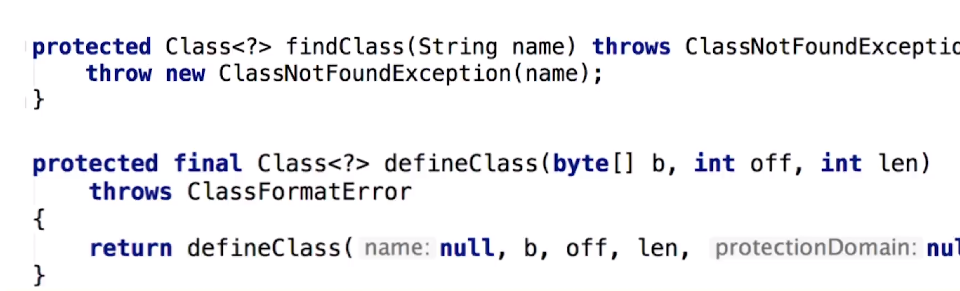 protected Class<?> findClass(String name) throws ClassNotFoundExceptio
throw new ClassNotFoundException(name);
}
protected final Class<?> defineClass(byte[] b, int off, int len)
throws ClassFormatError
{
return defineClass( name: null, b, off, len, protectionDomain: nul
}